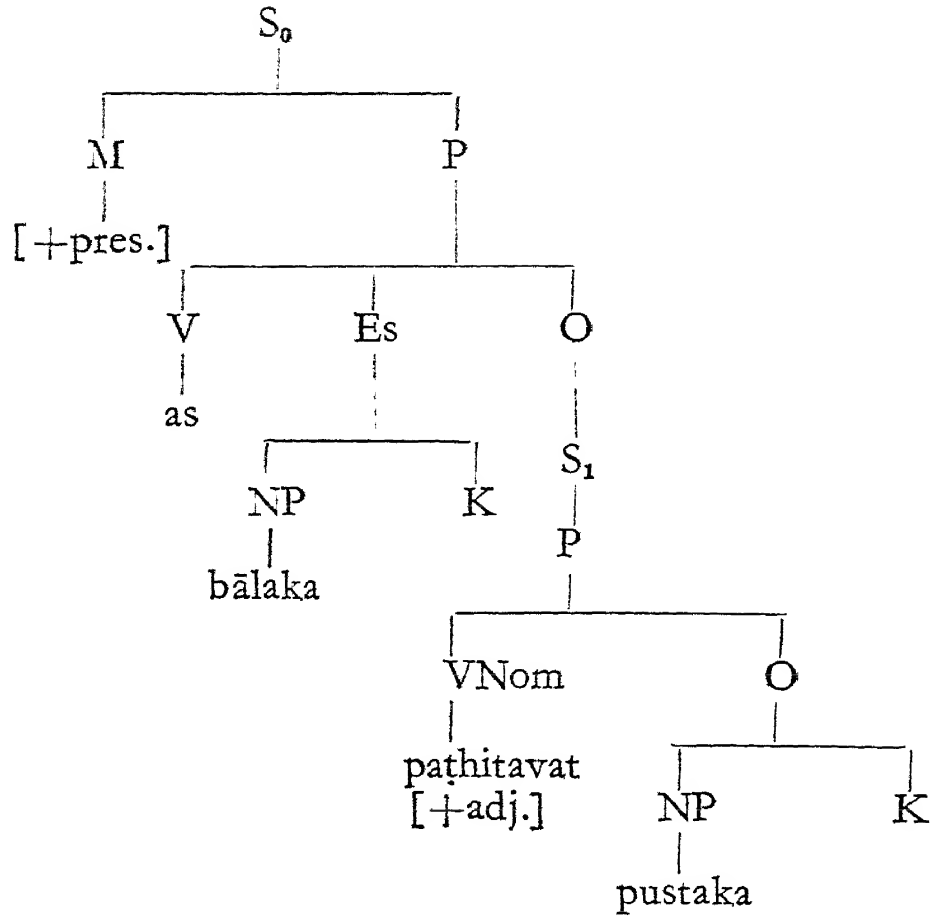 S₀
M P
[+pres.]
V Es O
as
S₁
NP K
P
bālaka
VNom O
paṭhitavat
[+adj.]
NP K
pustaka